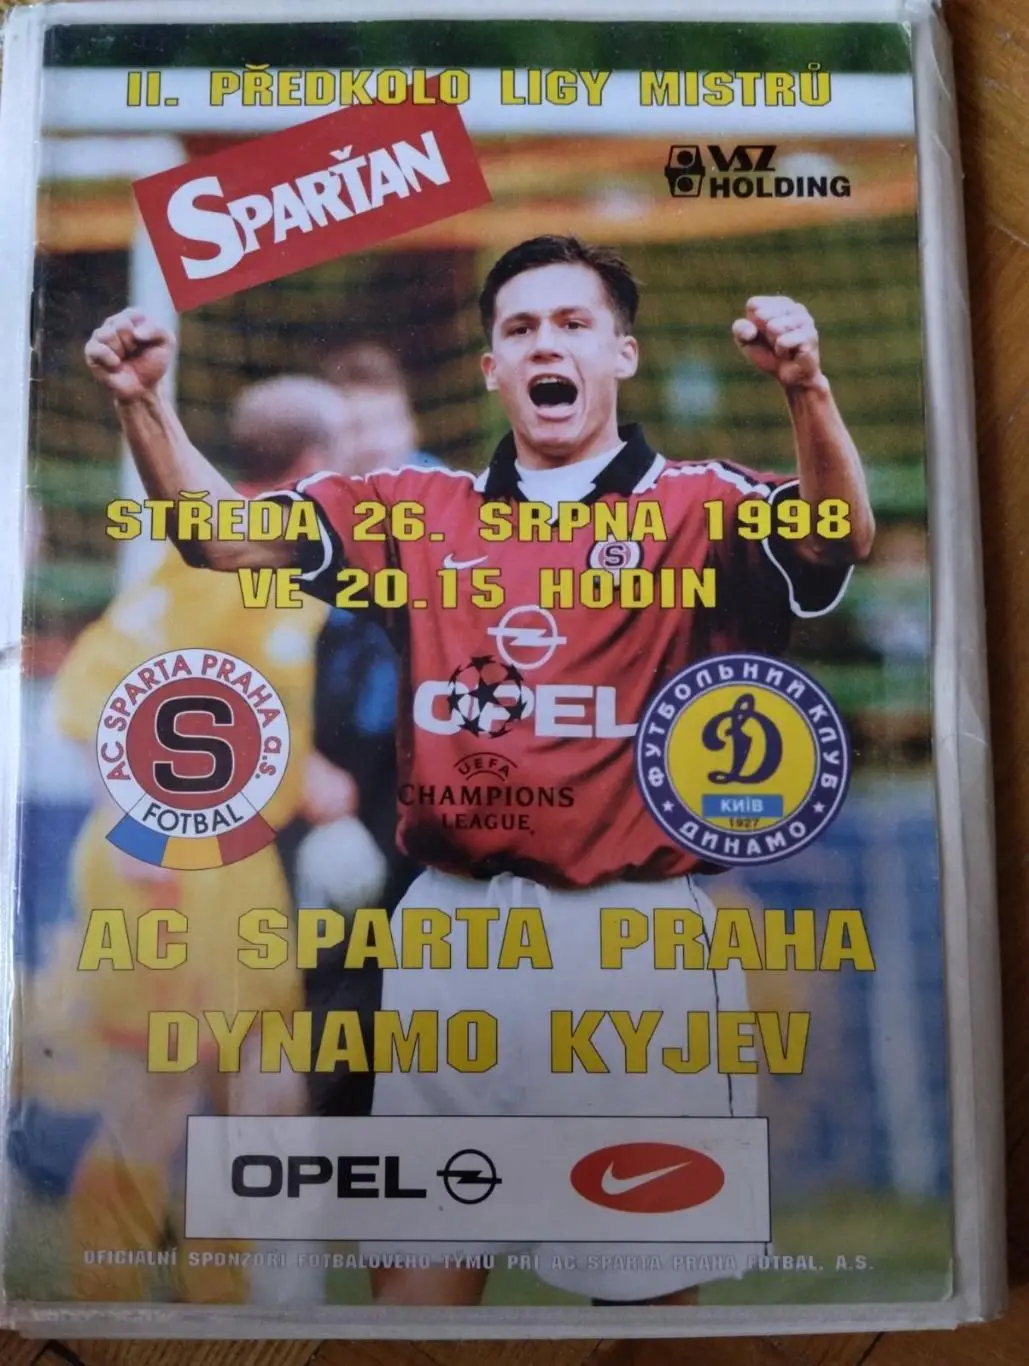 II. PŘEDKOLO LIGY MISTRŮ
SPARŤAN
VSZ
HOLDING
STŘEDA 26. SRPNA 1998
VE 20.15 HODIN
S
OPEL
AC SPARTA PRAHA a.s.
S
FOTBAL
UEFA
CHAMPIONS
LEAGUE
ФУТБОЛЬНИЙ КЛУБ
Д
КИЇВ
1927
ДИНАМО
AC SPARTA PRAHA
DYNAMO KYJEV
OPEL
OFICIALNÍ SPONZOŘI FOTBALOVÉHO TÝMU PŘI AC SPARTA PRAHA FOTBAL, A.S.